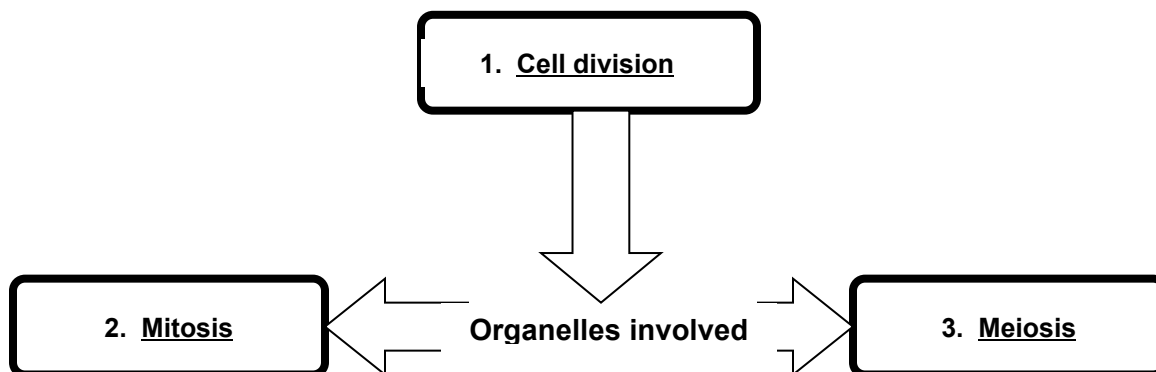 1. Cell division
2. Mitosis
Organelles involved
3. Meiosis